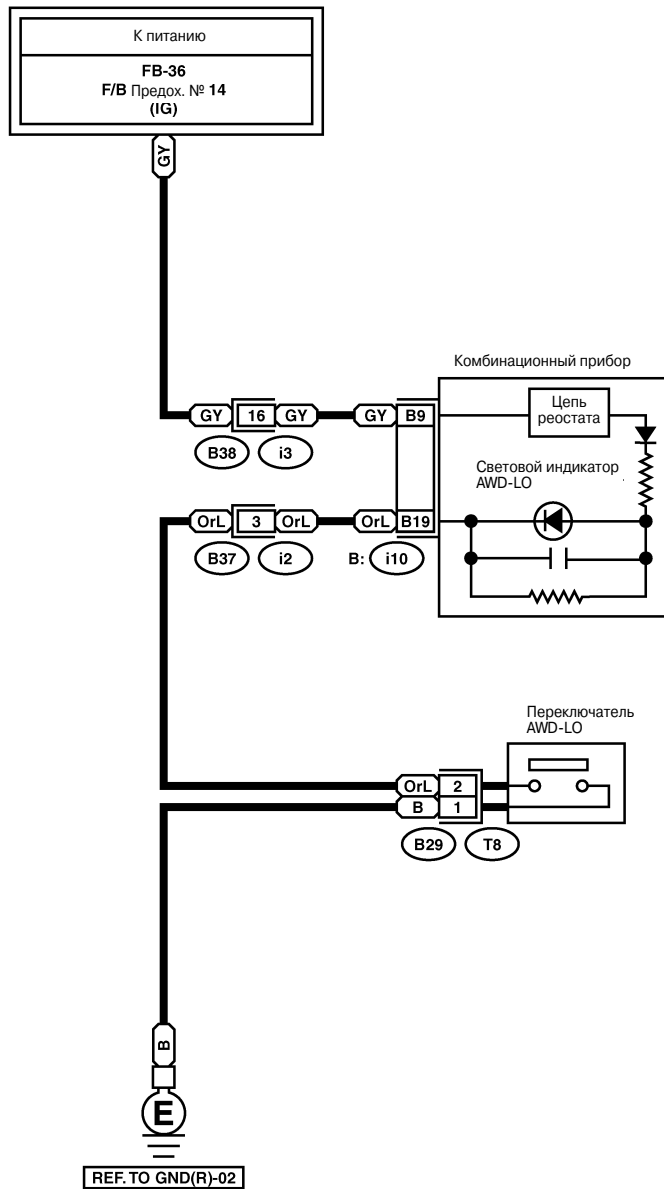 К питанию
FB-36
F/B Предох. № 14
(IG)
GY
Комбинационный прибор
Цепь
реостата
GY 16 GY GY B9
B38 i3
Световой индикатор
AWD-LO
OrL 3 OrL OrL B19
B37 i2 B: i10
Переключатель
AWD-LO
OrL 2
B 1
B29 T8
B
E
REF. TO GND(R)-02